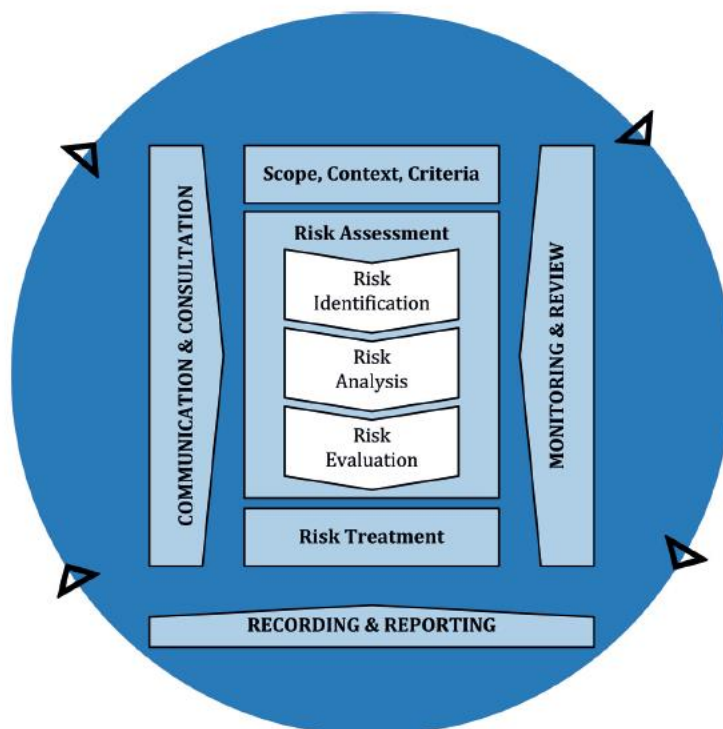 Scope, Context, Criteria
Risk Assessment
Risk
Identification
Risk
Analysis
Risk
Evaluation
Risk Treatment
COMMUNICATION & CONSULTATION
MONITORING & REVIEW
RECORDING & REPORTING